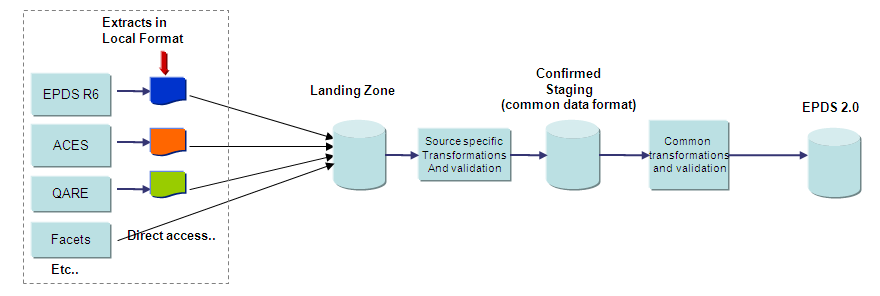 Extracts in
Local Format
EPDS R6
ACES
QARE
Facets
Direct access..
Etc..
Landing Zone
Source specific
Transformations
And validation
Confirmed
Staging
(common data format)
Common
transformations
and validation
EPDS 2.0